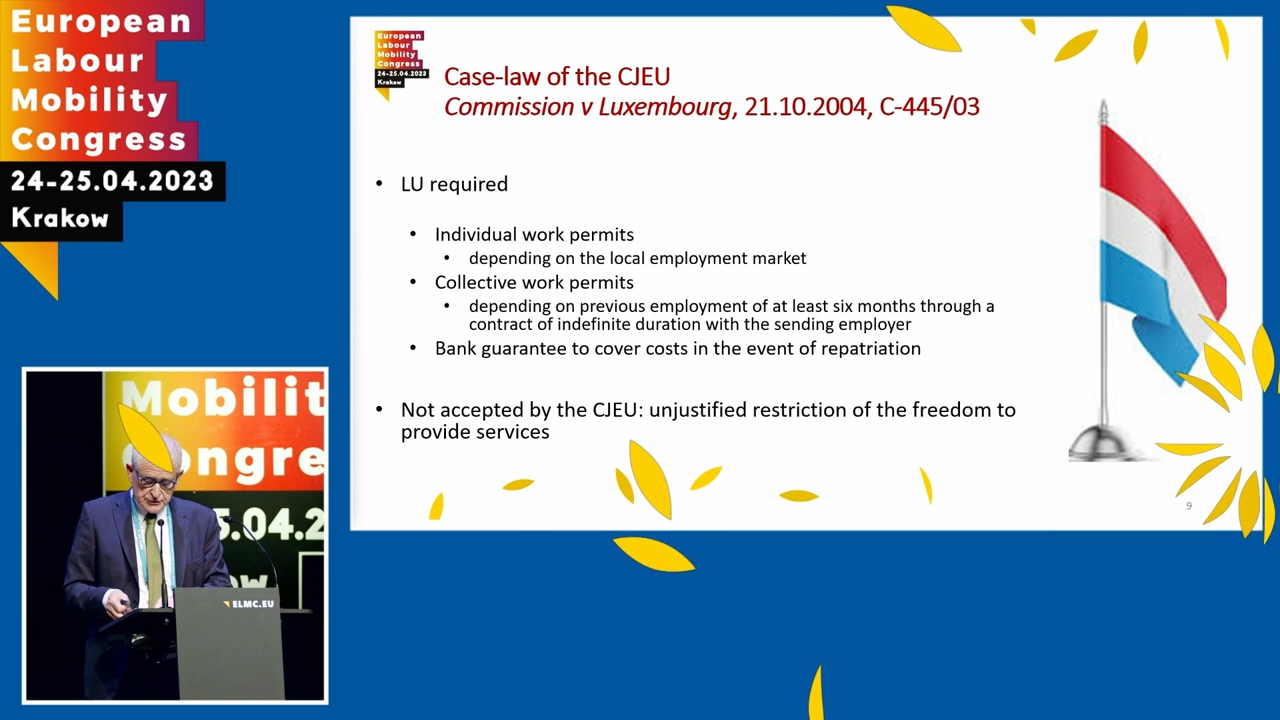 European
Labour
Mobility
Congress
24-25.04.2023
Krakow
European
Labour
Mobility
Congress
24-25.04.2023
Krakow
Case-law of the CJEU
Commission v Luxembourg, 21.10.2004, C-445/03
• LU required
• Individual work permits
• depending on the local employment market
• Collective work permits
• depending on previous employment of at least six months through a
contract of indefinite duration with the sending employer
• Bank guarantee to cover costs in the event of repatriation
• Not accepted by the CJEU: unjustified restriction of the freedom to
provide services
9
Mobilit
ongre
5.04.2
ow
ELMC.EU